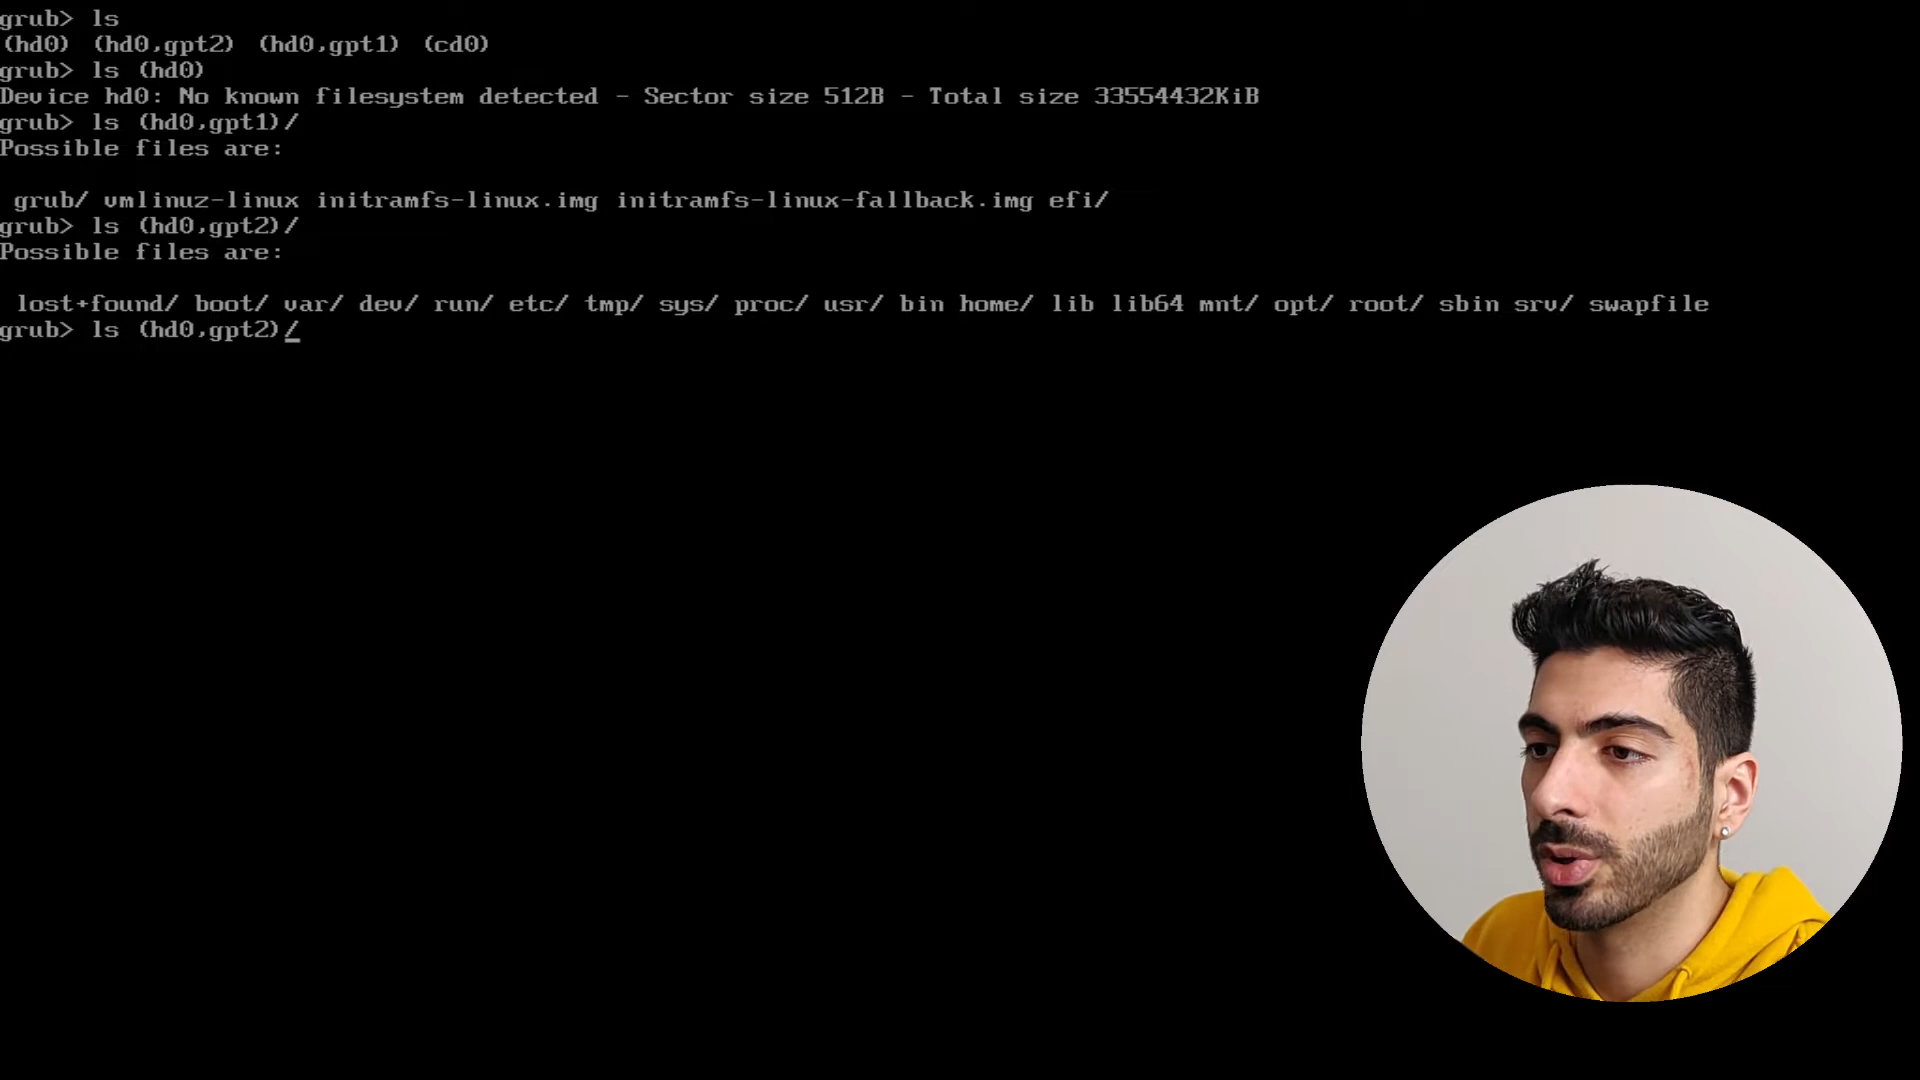 grub> ls
(hd0) (hd0,gpt2) (hd0,gpt1) (cd0)
grub> ls (hd0)
Device hd0: No known filesystem detected - Sector size 512B - Total size 33554432KiB
grub> ls (hd0,gpt1)/
Possible files are:
grub/ vmlinuz-linux initramfs-linux.img initramfs-linux-fallback.img efi/
grub> ls (hd0,gpt2)/
Possible files are:
lost+found/ boot/ var/ dev/ run/ etc/ tmp/ sys/ proc/ usr/ bin home/ lib lib64 mnt/ opt/ root/ sbin srv/ swapfile
grub> ls (hd0,gpt2)/